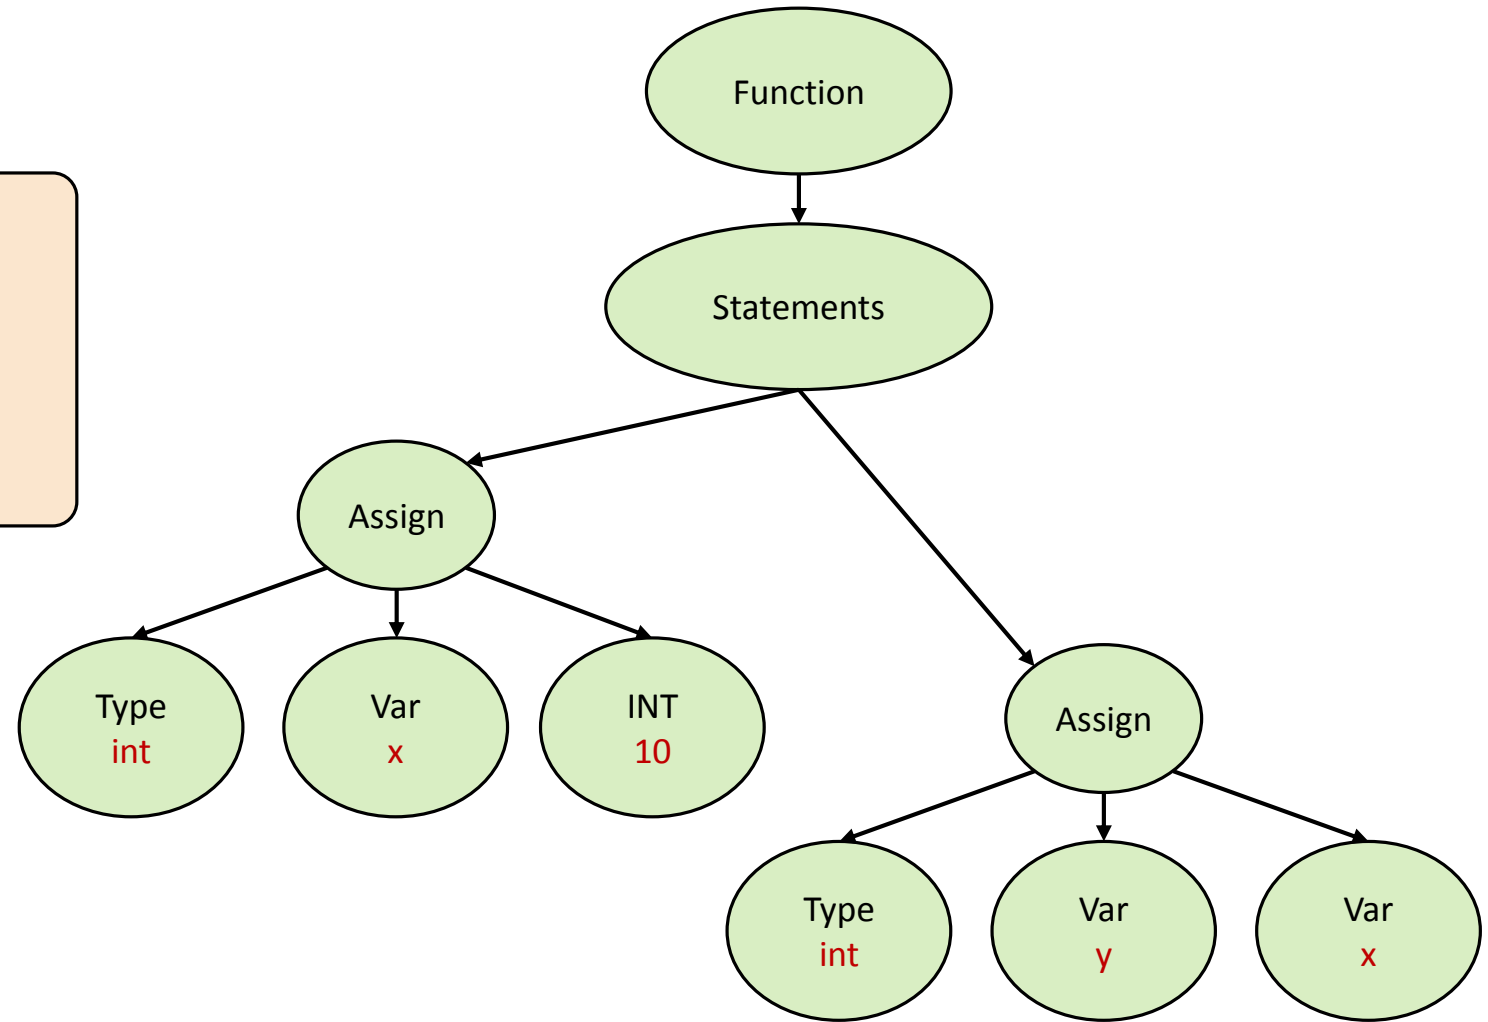 Function
Statements
Assign
Type
int
Var
x
INT
10
Assign
Type
int
Var
y
Var
x